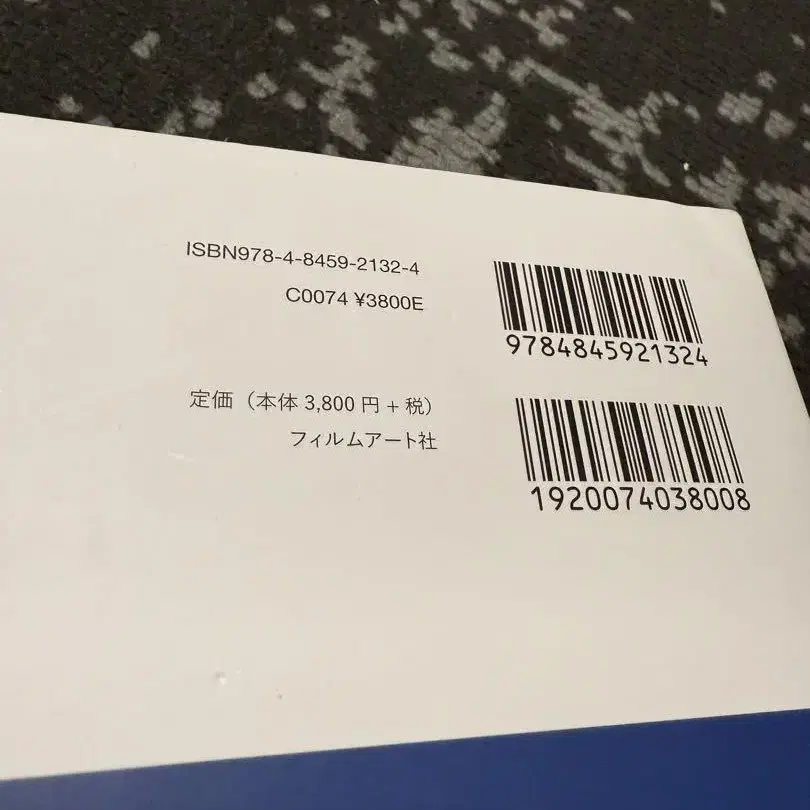 ISBN978-4-8459-2132-4
C0074 ¥3800E
9784845921324
定価（本体 3,800 円 + 税）
フィルムアート社
1920074038008